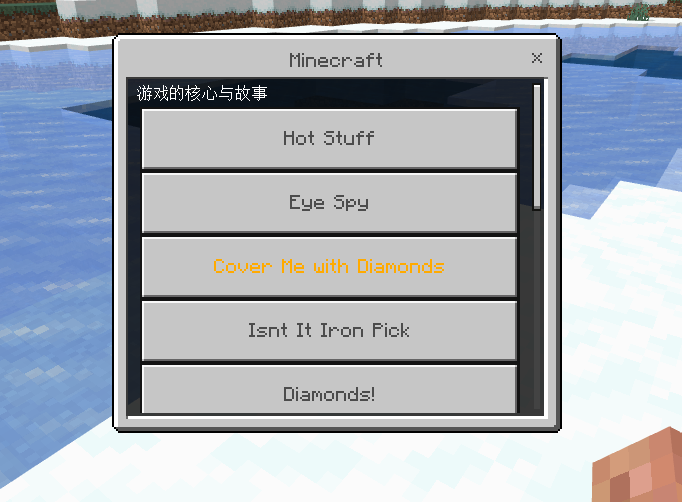 Minecraft
游戏的核心与故事
Hot Stuff
Eye Spy
Cover Me with Diamonds
Isnt It Iron Pick
Diamonds!